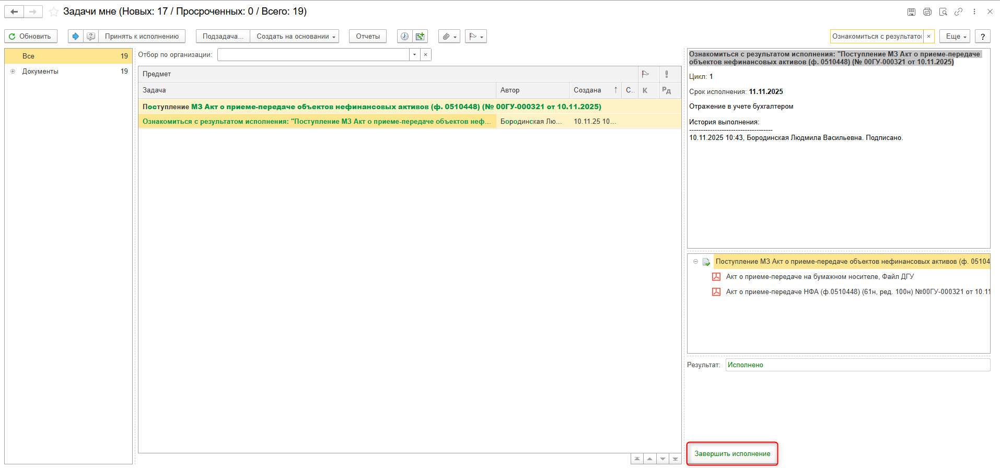 Задачи мне (Новых: 17 / Просроченных: 0 / Всего: 19)
Обновить
Принять к исполнению
Подзадача...
Создать на основании
Отчеты
Ознакомиться с результато
Еще
?
Все 19
Документы 19
Отбор по организации:
Предмет
Задача Автор Создана ↑ С.. К Рд
Поступление МЗ Акт о приеме-передаче объектов нефинансовых активов (ф. 0510448) (№ 00ГУ-000321 от 10.11.2025)
Ознакомиться с результатом исполнения: "Поступление МЗ Акт о приеме-передаче объектов неф... Бородинская Лю... 10.11.25 10...
Ознакомиться с результатом исполнения: "Поступление МЗ Акт о приеме-передаче
объектов нефинансовых активов (ф. 0510448) (№ 00ГУ-000321 от 10.11.2025)
Цикл: 1
Срок исполнения: 11.11.2025
Отражение в учете бухгалтером
История выполнения:
------------------------------------
10.11.2025 10:43, Бородинская Людмила Васильевна. Подписано.
Поступление МЗ Акт о приеме-передаче объектов нефинансовых активов (ф. 05104
Акт о приеме-передаче на бумажном носителе, Файл ДГУ
Акт о приеме-передаче НФА (ф.0510448) (61н, ред. 100н) №00ГУ-000321 от 10.11
Результат: Исполнено
Завершить исполнение